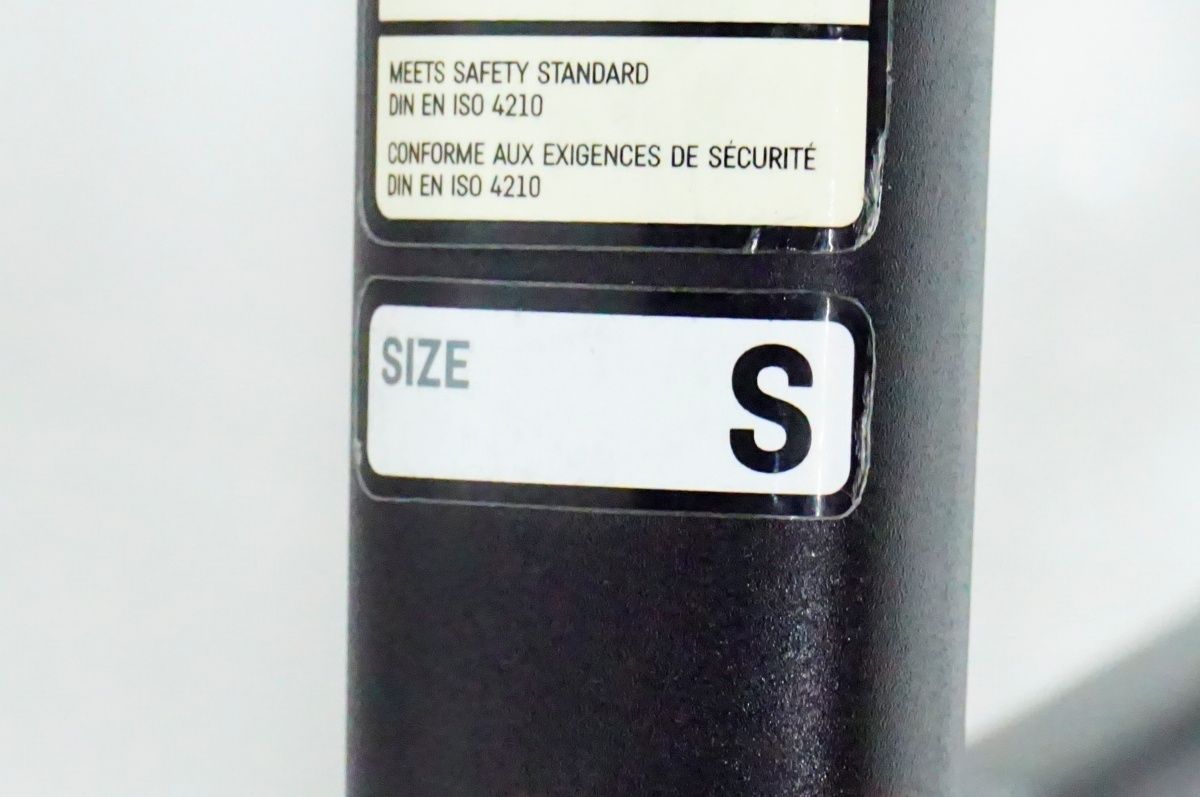 MEETS SAFETY STANDARD
DIN EN ISO 4210
CONFORME AUX EXIGENCES DE SÉCURITÉ
DIN EN ISO 4210
SIZE S